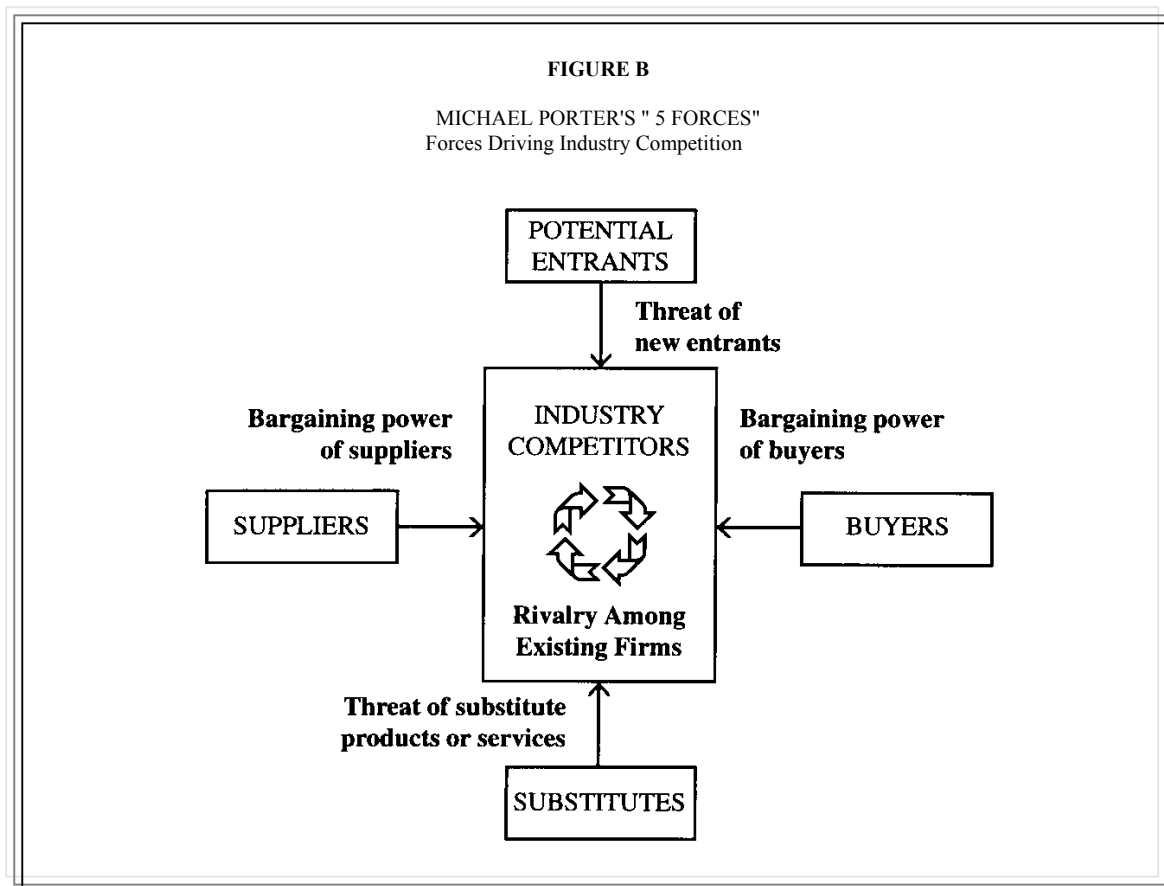 FIGURE B
MICHAEL PORTER'S " 5 FORCES"
Forces Driving Industry Competition
POTENTIAL
ENTRANTS
Threat of
new entrants
Bargaining power
of suppliers
INDUSTRY
COMPETITORS
Bargaining power
of buyers
SUPPLIERS
BUYERS
Rivalry Among
Existing Firms
Threat of substitute
products or services
SUBSTITUTES